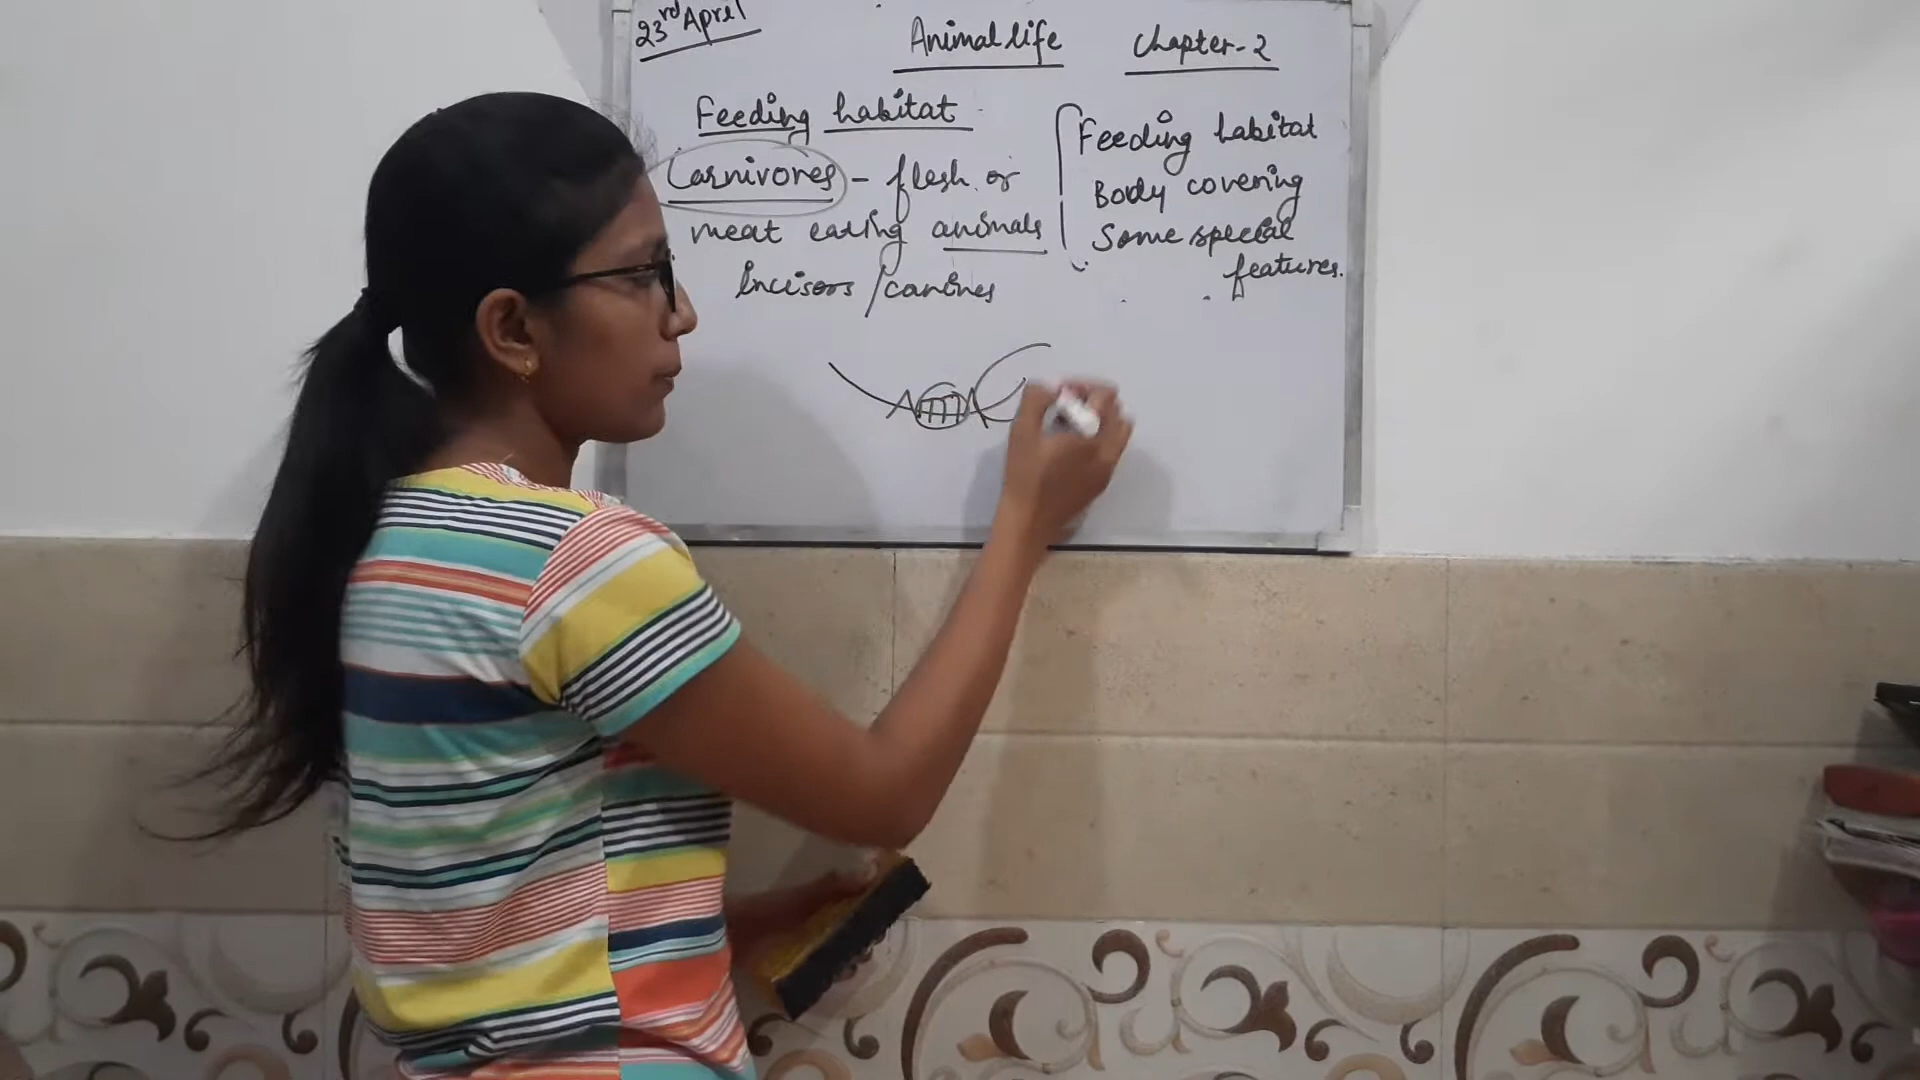 23rd April
Animal life Chapter-2
Feeding habitat
Carnivores - flesh or
meat eating animals
incisors/canines
Feeding habitat
Body covering
Some special
features.